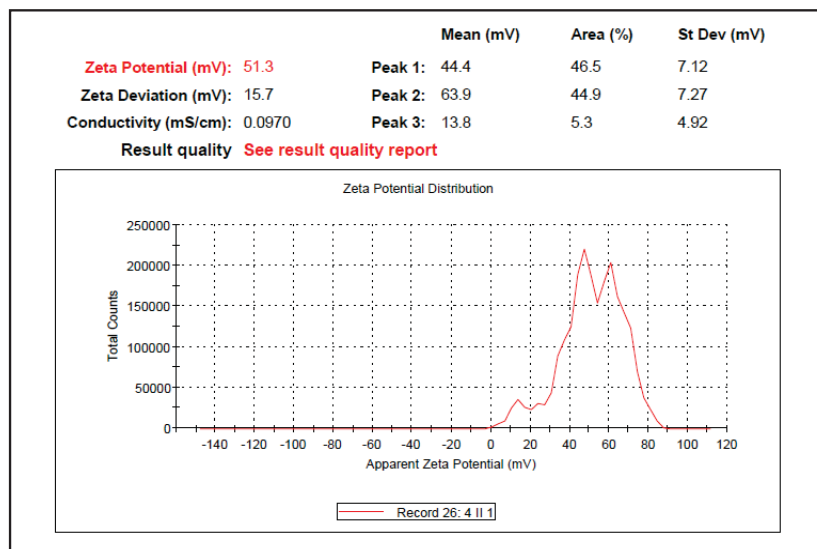 Mean (mV) Area (%) St Dev (mV)
Zeta Potential (mV): 51.3 Peak 1: 44.4 46.5 7.12
Zeta Deviation (mV): 15.7 Peak 2: 63.9 44.9 7.27
Conductivity (mS/cm): 0.0970 Peak 3: 13.8 5.3 4.92
Result quality See result quality report
Zeta Potential Distribution
250000
200000
150000
100000
50000
0
Total Counts
-140 -120 -100 -80 -60 -40 -20 0 20 40 60 80 100 120
Apparent Zeta Potential (mV)
Record 26: 4 II 1